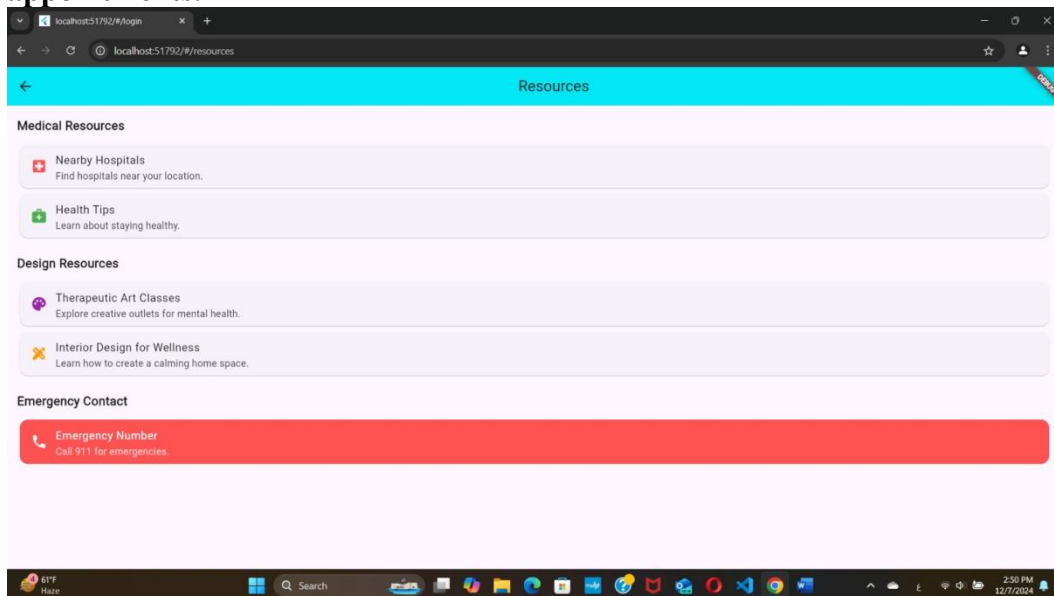 localhost:51792/#/login
localhost:51792/#/resources
Resources
DEBUG
Medical Resources
Nearby Hospitals
Find hospitals near your location.
Health Tips
Learn about staying healthy.
Design Resources
Therapeutic Art Classes
Explore creative outlets for mental health.
Interior Design for Wellness
Learn how to create a calming home space.
Emergency Contact
Emergency Number
Call 911 for emergencies.
4
61°F
Haze
Search
ع
2:50 PM
12/7/2024